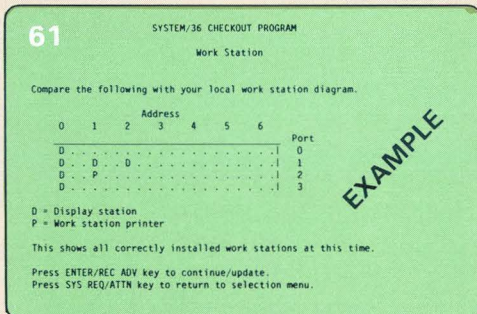 61
SYSTEM/36 CHECKOUT PROGRAM
Work Station
Compare the following with your local work station diagram.
Address
0 1 2 3 4 5 6
Port
D . . . . . . . . . . . . . . . . . . .| 0
D . . D . . D . . . . . . . . . . . . .| 1
D . . P . . . . . . . . . . . . . . . .| 2
D . . . . . . . . . . . . . . . . . . .| 3
EXAMPLE
D = Display station
P = Work station printer
This shows all correctly installed work stations at this time.
Press ENTER/REC ADV key to continue/update.
Press SYS REQ/ATTN key to return to selection menu.